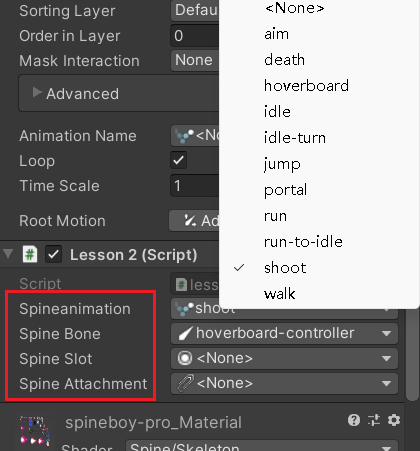 Sorting Layer
Defau
Order in Layer
0
Mask Interaction
None
Advanced
Animation Name
<No
Loop
Time Scale
1
Root Motion
Ad
Lesson 2 (Script)
Script
less
Spineanimation
shoot
Spine Bone
hoverboard-controller
Spine Slot
<None>
Spine Attachment
<None>
spineboy-pro_Material
Shader
Spine/Skeleton
<None>
aim
death
hoverboard
idle
idle-turn
jump
portal
run
run-to-idle
shoot
walk